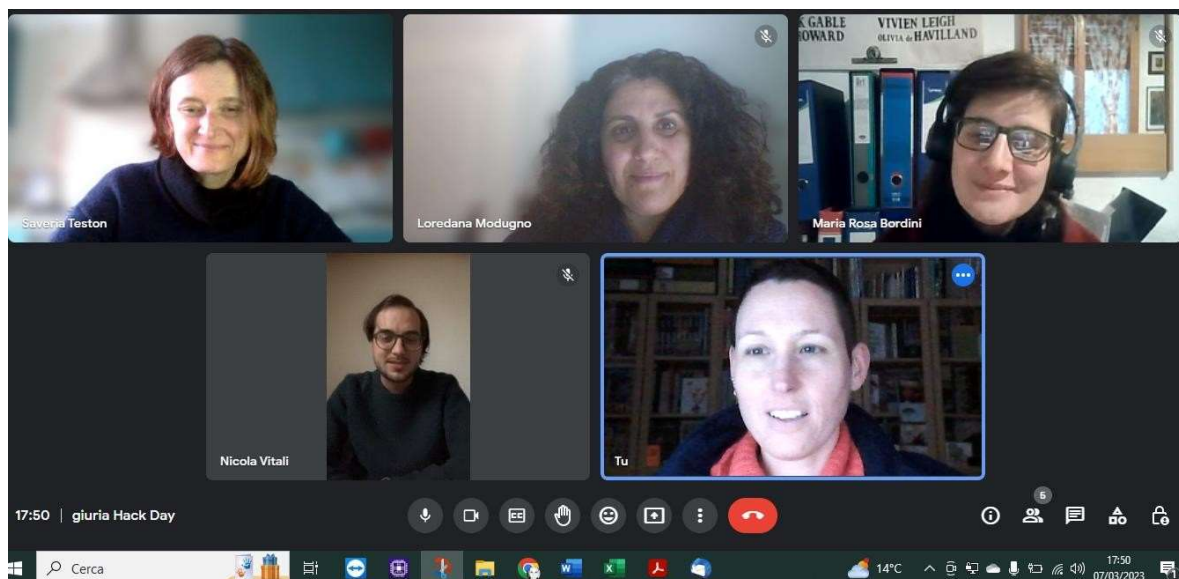 K GABLE VIVIEN LEIGH
OWARD OLIVIA de HAVILLAND
Saveria Teston
Loredana Modugno
Maria Rosa Bordini
Nicola Vitali
Tu
17:50 | giuria Hack Day
5
Cerca
14°C
17:50
07/03/2023